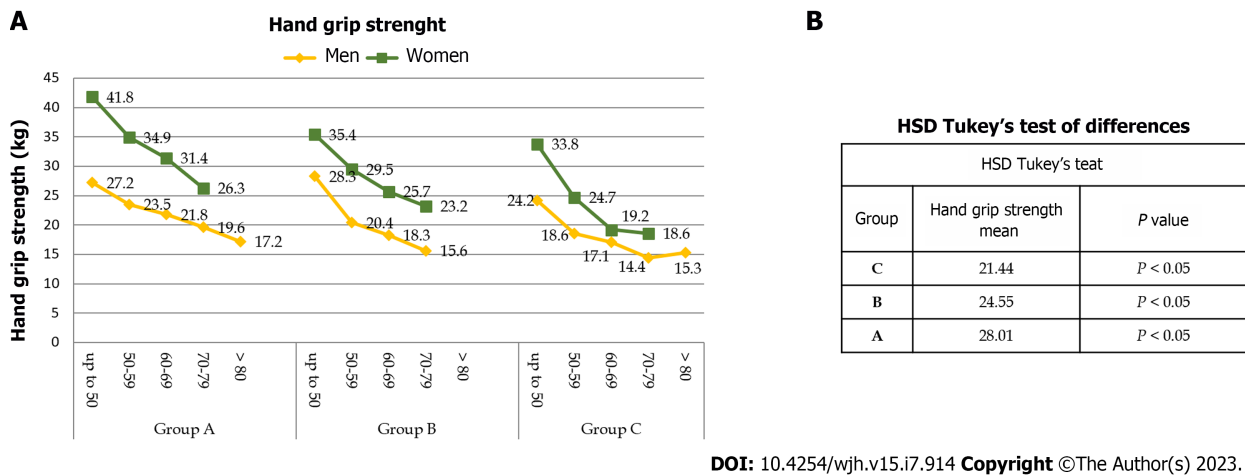 A
Hand grip strenght
Men Women
Hand grip strength (kg)
45
40
35
30
25
20
15
10
5
0
41.8
34.9
31.4
26.3
27.2
23.5
21.8
19.6
17.2
35.4
29.5
25.7
23.2
28.3
20.4
18.3
15.6
33.8
24.7
19.2
18.6
24.2
18.6
17.1
14.4
15.3
up to 50 50-59 60-69 70-79 > 80 up to 50 50-59 60-69 70-79 > 80 up to 50 50-59 60-69 70-79 > 80
Group A Group B Group C
B
HSD Tukey’s test of differences
HSD Tukey’s teat
Group Hand grip strength mean P value
C 21.44 P < 0.05
B 24.55 P < 0.05
A 28.01 P < 0.05
DOI: 10.4254/wjh.v15.i7.914 Copyright ©The Author(s) 2023.